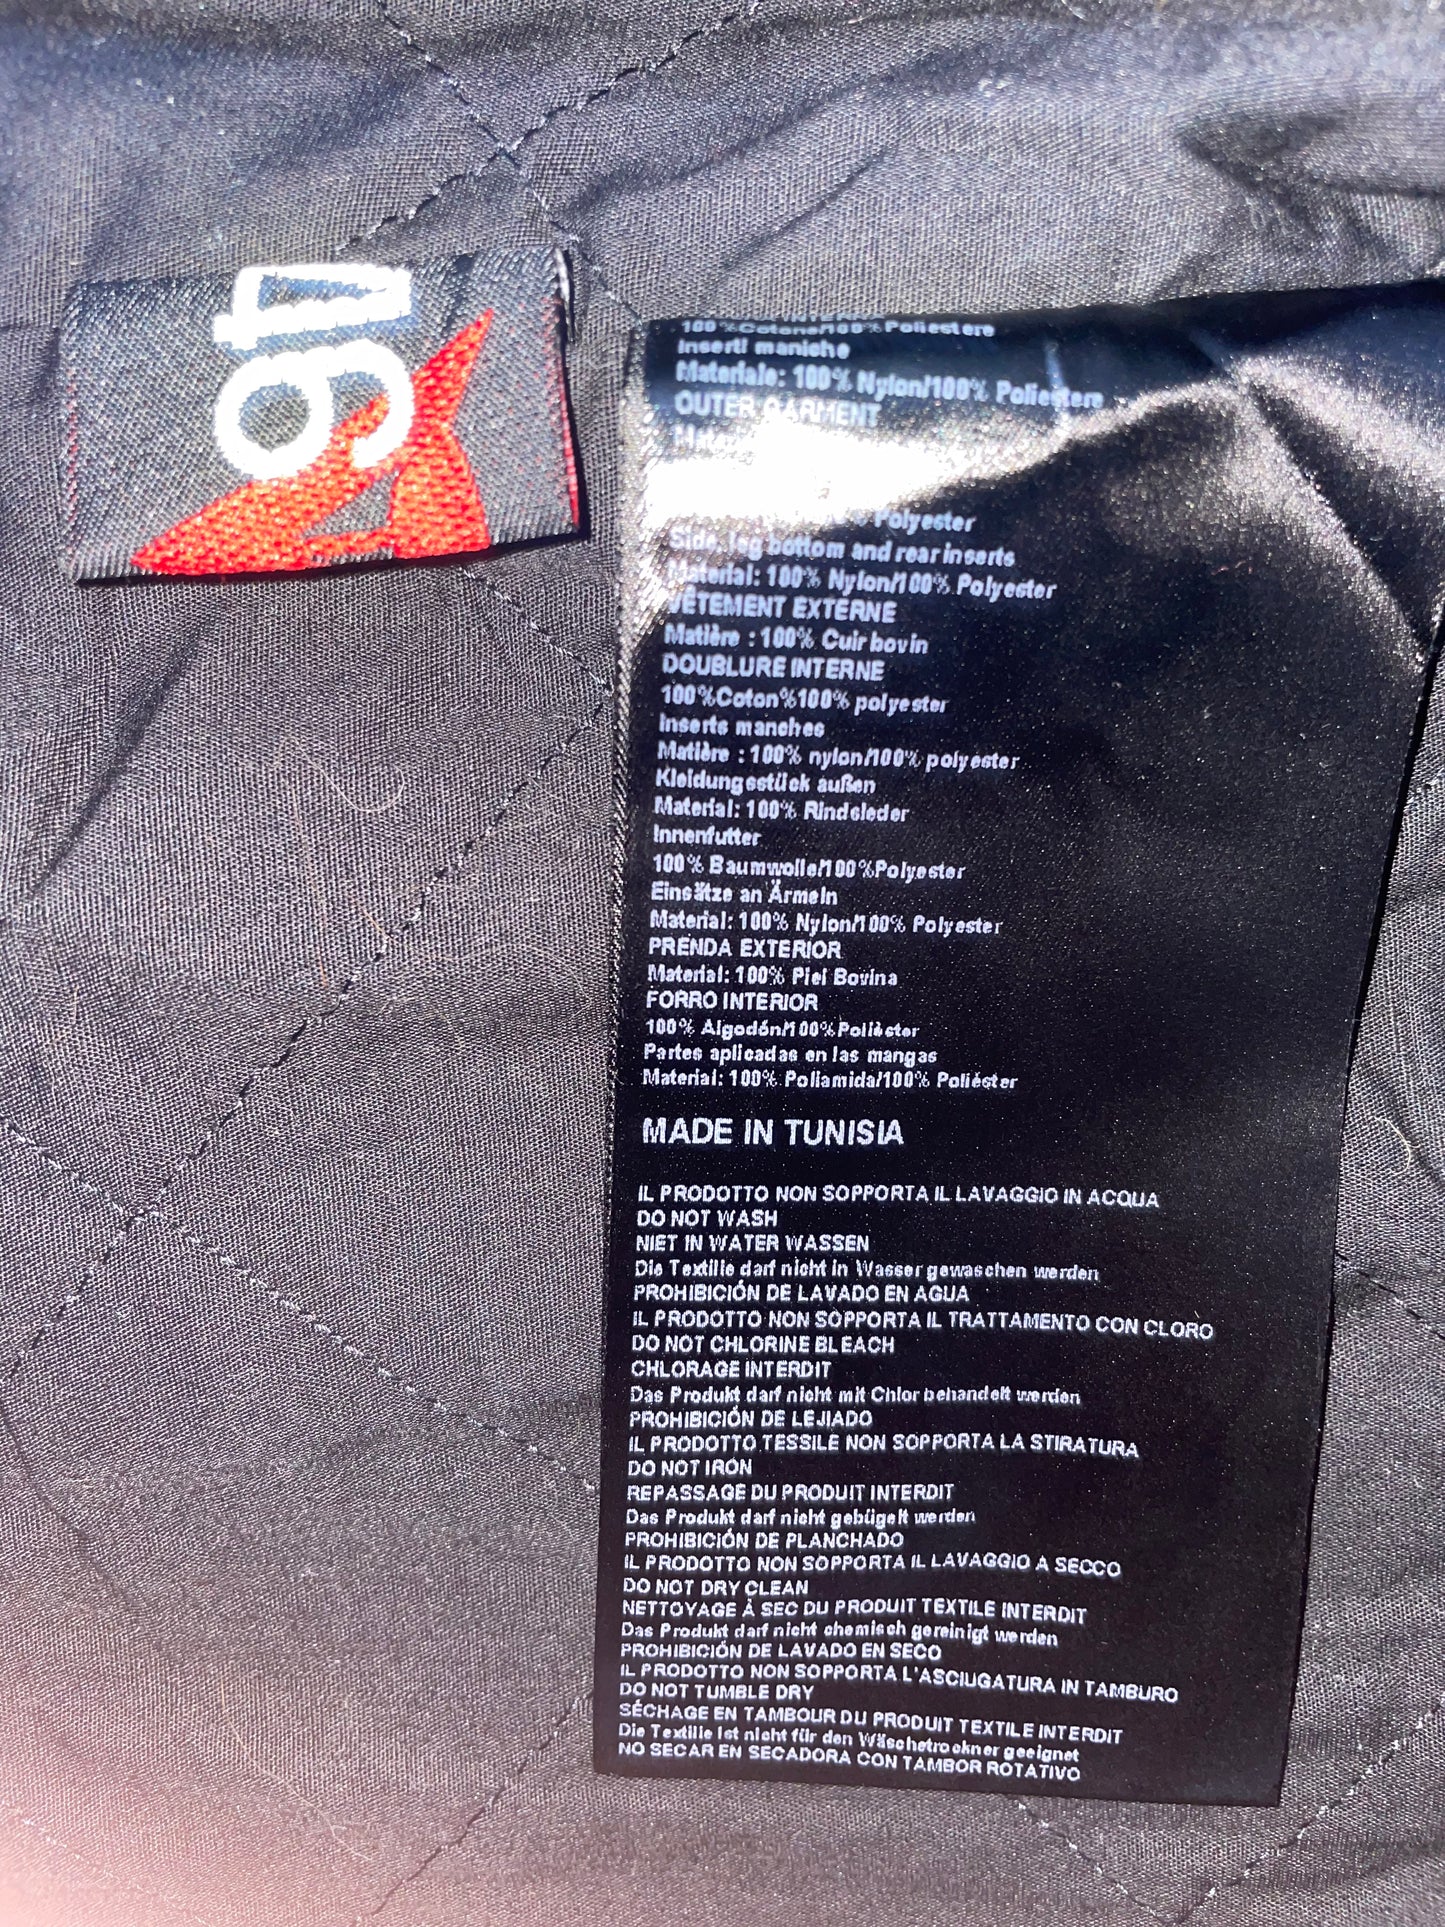 46
100%Cotone/100%Poliestere
Inserti maniche
Materiale: 100% Nylon/100% Poliestere
OUTER GARMENT
Polyester
Side, leg bottom and rear inserts
Material: 100% Nylon/100% Polyester
VÊTEMENT EXTERNE
Matière : 100% Cuir bovin
DOUBLURE INTERNE
100%Coton%100% polyester
Inserts manches
Matière : 100% nylon/100% polyester
Kleidungsstück außen
Material: 100% Rindsleder
Innenfutter
100% Baumwolle/100%Polyester
Einsätze an Ärmeln
Material: 100% Nylon/100% Polyester
PRENDA EXTERIOR
Material: 100% Piel Bovina
FORRO INTERIOR
100% Algodón/100%Poliéster
Partes aplicadas en las mangas
Material: 100% Poliamida/100% Poliéster
MADE IN TUNISIA
IL PRODOTTO NON SOPPORTA IL LAVAGGIO IN ACQUA
DO NOT WASH
NIET IN WATER WASSEN
Die Textilie darf nicht in Wasser gewaschen werden
PROHIBICIÓN DE LAVADO EN AGUA
IL PRODOTTO NON SOPPORTA IL TRATTAMENTO CON CLORO
DO NOT CHLORINE BLEACH
CHLORAGE INTERDIT
Das Produkt darf nicht mit Chlor behandelt werden
PROHIBICIÓN DE LEJIADO
IL PRODOTTO TESSILE NON SOPPORTA LA STIRATURA
DO NOT IRON
REPASSAGE DU PRODUIT INTERDIT
Das Produkt darf nicht gebügelt werden
PROHIBICIÓN DE PLANCHADO
IL PRODOTTO NON SOPPORTA IL LAVAGGIO A SECCO
DO NOT DRY CLEAN
NETTOYAGE À SEC DU PRODUIT TEXTILE INTERDIT
Das Produkt darf nicht chemisch gereinigt werden
PROHIBICIÓN DE LAVADO EN SECO
IL PRODOTTO NON SOPPORTA L'ASCIUGATURA IN TAMBURO
DO NOT TUMBLE DRY
SÉCHAGE EN TAMBOUR DU PRODUIT TEXTILE INTERDIT
Die Textilie ist nicht für den Wäschetrockner geeignet
NO SECAR EN SECADORA CON TAMBOR ROTATIVO